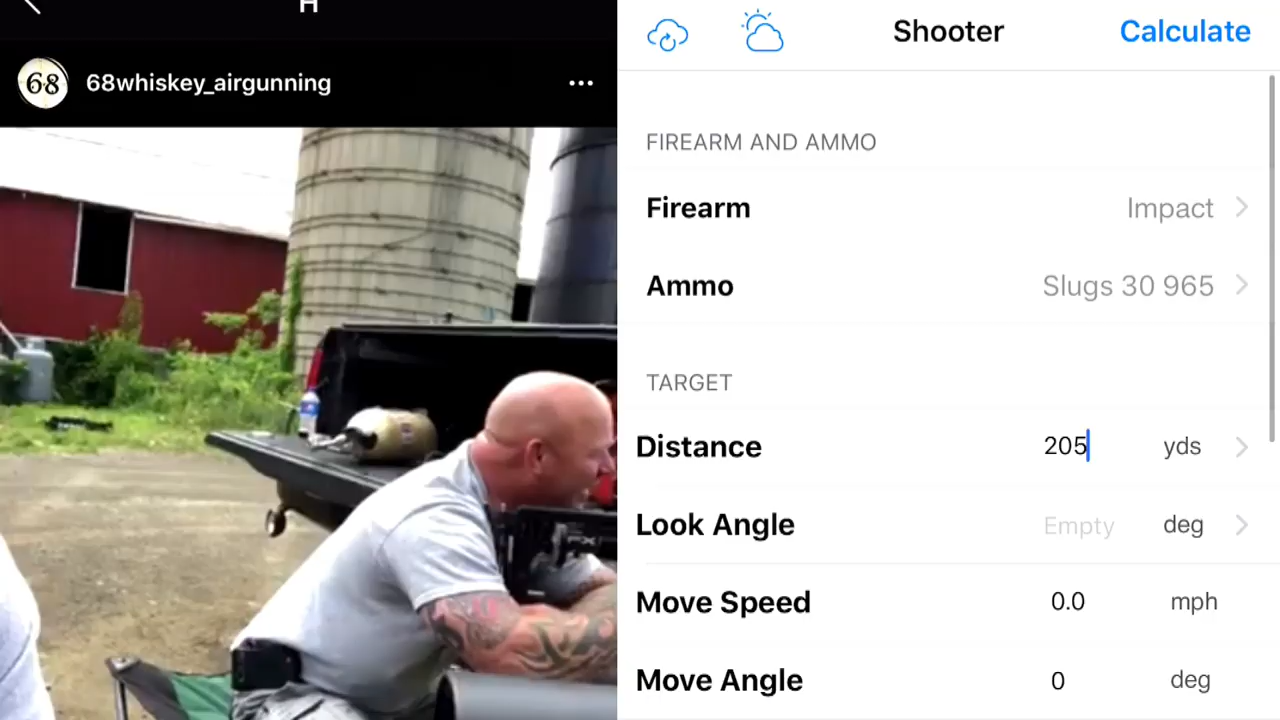 H
68
68whiskey_airgunning
FX
Shooter
Calculate
FIREARM AND AMMO
Firearm
Impact
Ammo
Slugs 30 965
TARGET
Distance
205
yds
Look Angle
Empty
deg
Move Speed
0.0
mph
Move Angle
0
deg